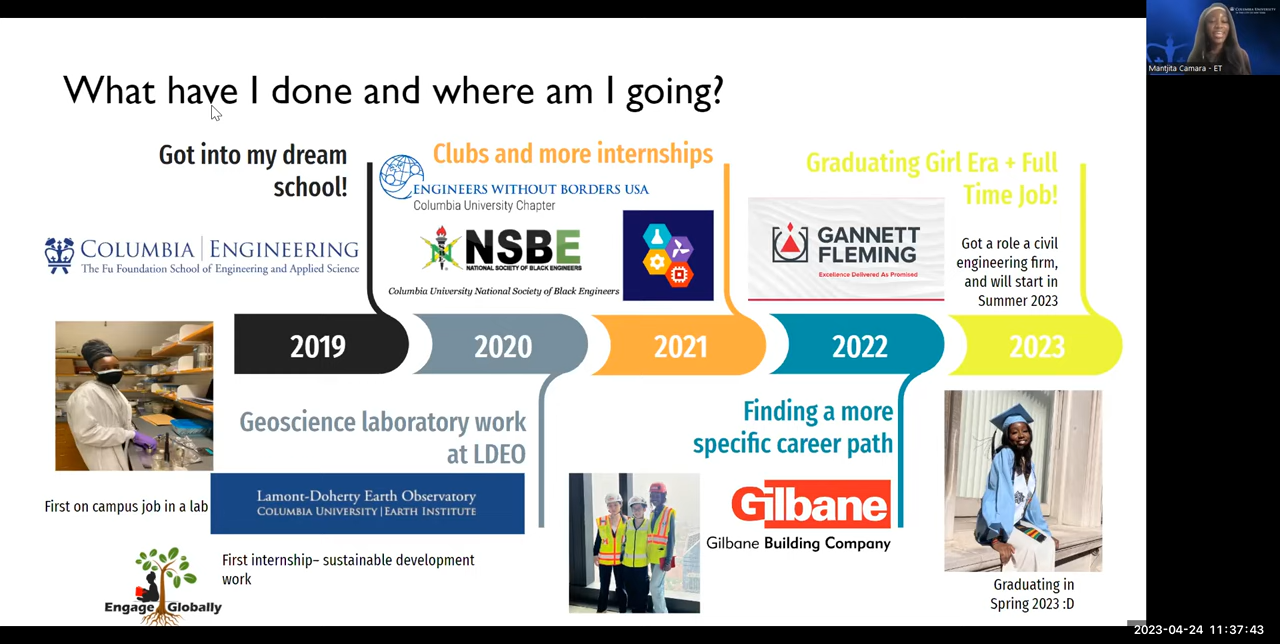 What have I done and where am I going?
COLUMBIA UNIVERSITY
Mantjita Camara - ET
Got into my dream
school!
COLUMBIA | ENGINEERING
The Fu Foundation School of Engineering and Applied Science
Clubs and more internships
ENGINEERS WITHOUT BORDERS USA
Columbia University Chapter
NSBE
NATIONAL SOCIETY OF BLACK ENGINEERS
Columbia University National Society of Black Engineers
Graduating Girl Era + Full
Time Job!
GANNETT
FLEMING
Excellence Delivered As Promised
Got a role a civil
engineering firm,
and will start in
Summer 2023
2019
2020
2021
2022
2023
First on campus job in a lab
Geoscience laboratory work
at LDEO
Lamont-Doherty Earth Observatory
COLUMBIA UNIVERSITY | EARTH INSTITUTE
First internship– sustainable development
work
Engage Globally
Finding a more
specific career path
Gilbane
Gilbane Building Company
Graduating in
Spring 2023 :D
2023-04-24 11:37:43